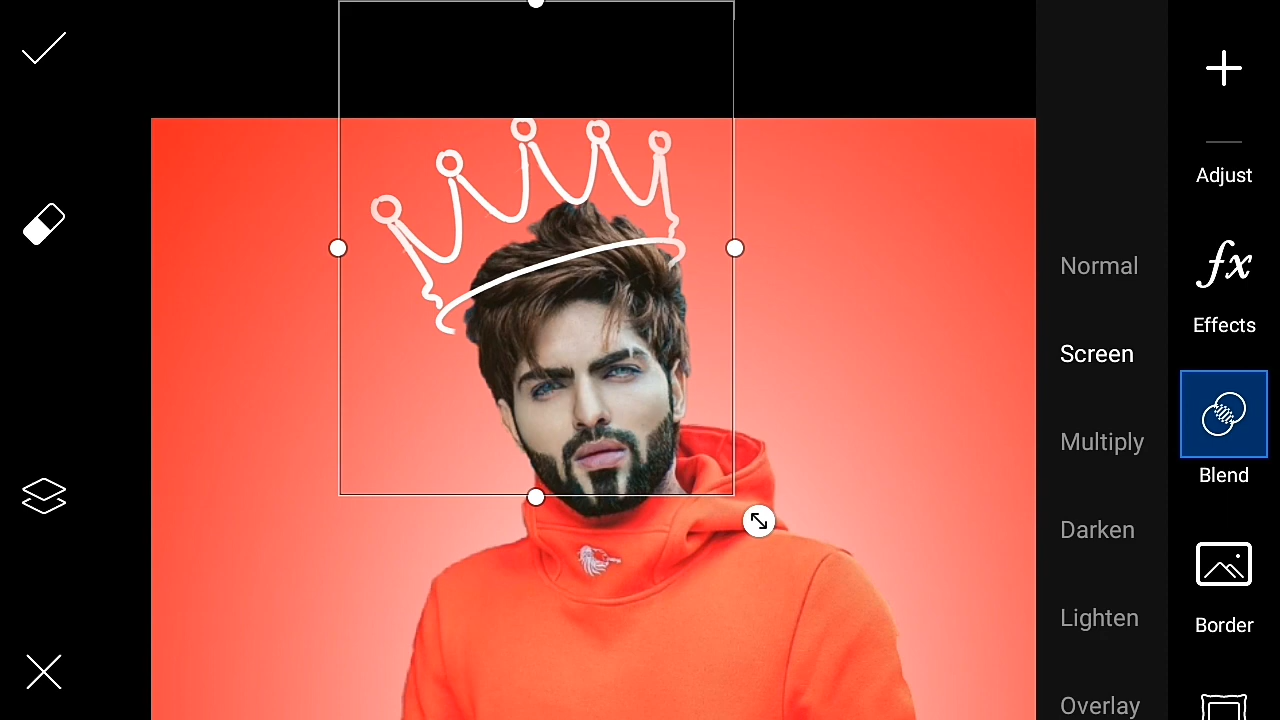 Adjust
Normal
fx
Effects
Screen
Multiply
Blend
Darken
Lighten
Border
Overlay